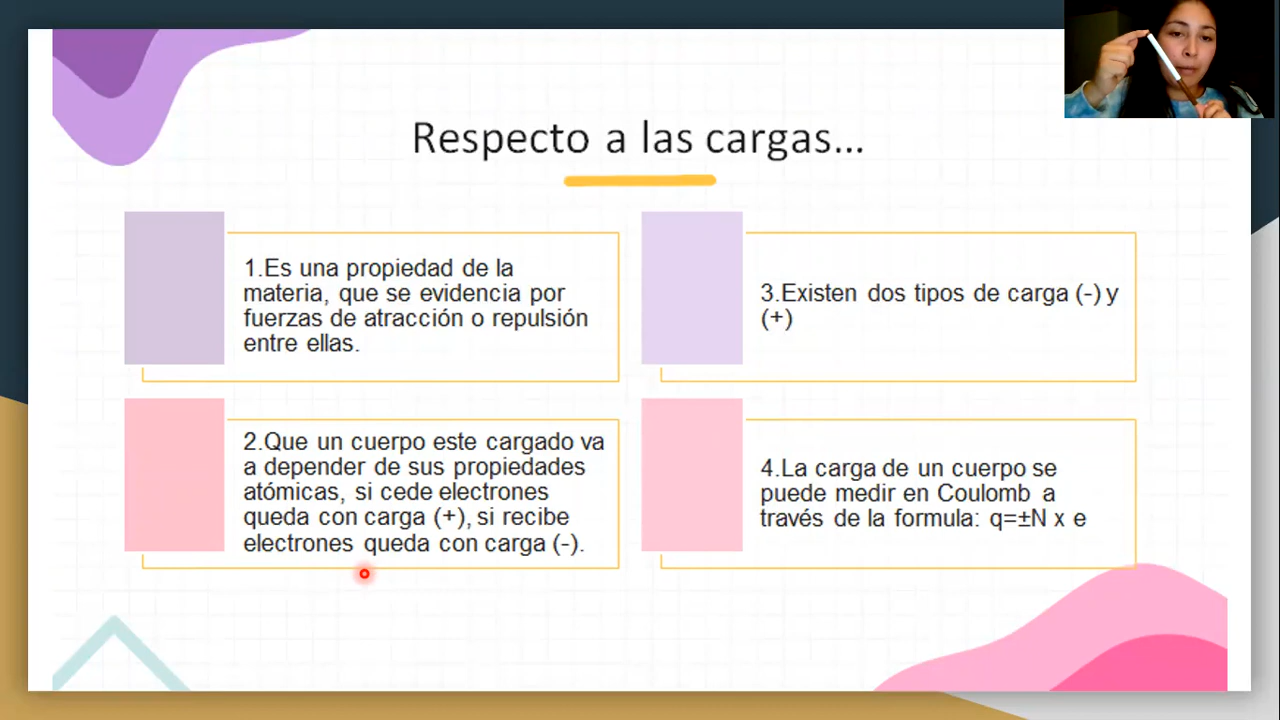 Respecto a las cargas...
1.Es una propiedad de la
materia, que se evidencia por
fuerzas de atracción o repulsión
entre ellas.
2.Que un cuerpo este cargado va
a depender de sus propiedades
atómicas, si cede electrones
queda con carga (+), si recibe
electrones queda con carga (-).
3.Existen dos tipos de carga (-) y
(+)
4.La carga de un cuerpo se
puede medir en Coulomb a
través de la formula: q=±N x e